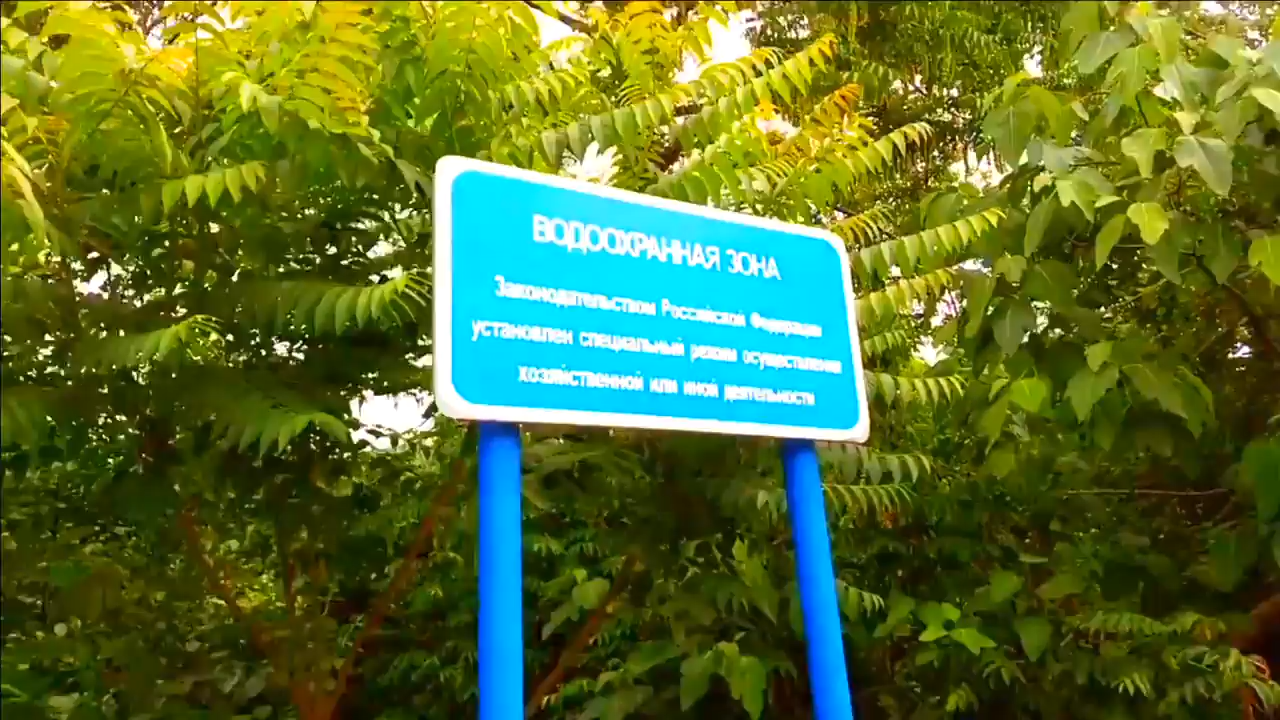 ВОДООХРАННАЯ ЗОНА
Законодательством Российской Федерации
установлен специальный режим осуществления
хозяйственной или иной деятельности